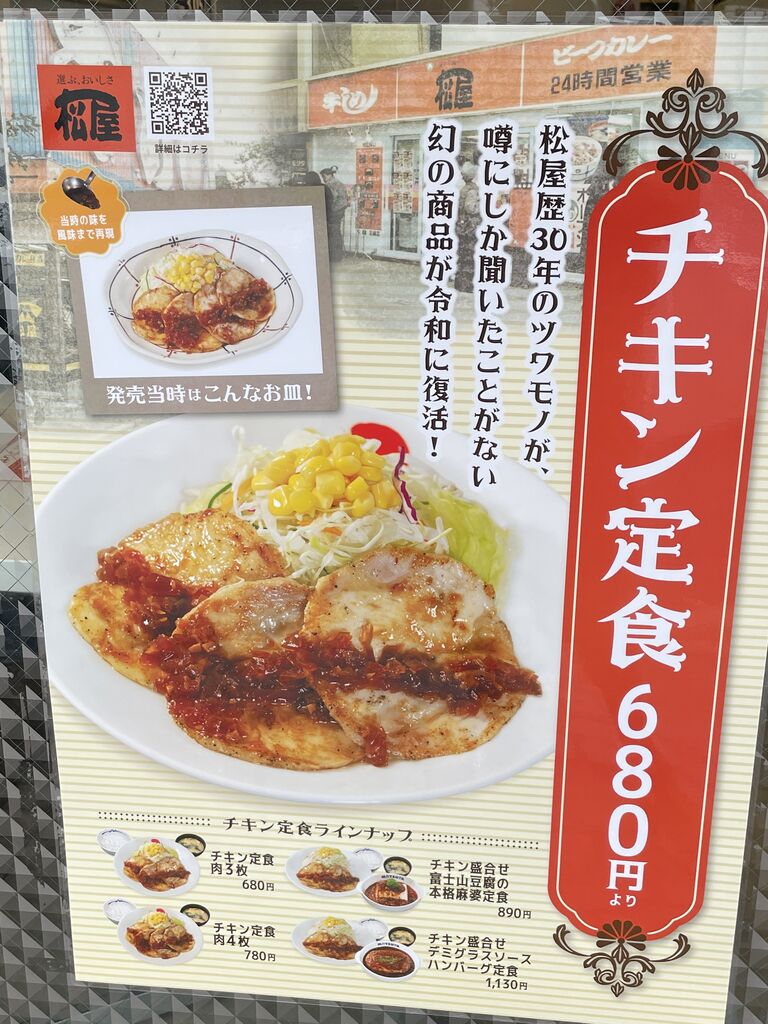 選ぶ、おいしさ
松屋
詳細はコチラ
牛めし
松屋
ビーフカレー
24時間営業
当時の味を
風味まで再現
発売当時はこんなお皿！
松屋歴30年のツワモノが、
噂にしか聞いたことがない
幻の商品が令和に復活！
チキン定食 680円より
チキン定食ラインナップ
チキン定食
肉3枚
680円
チキン盛合せ
富士山豆腐の
本格麻婆定食
890円
チキン定食
肉4枚
780円
チキン盛合せ
デミグラスソース
ハンバーグ定食
1,130円